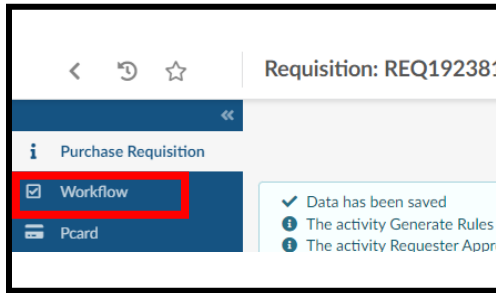 Requisition: REQ192381
«
Purchase Requisition
Workflow
Pcard
Data has been saved
The activity Generate Rules
The activity Requester Appr